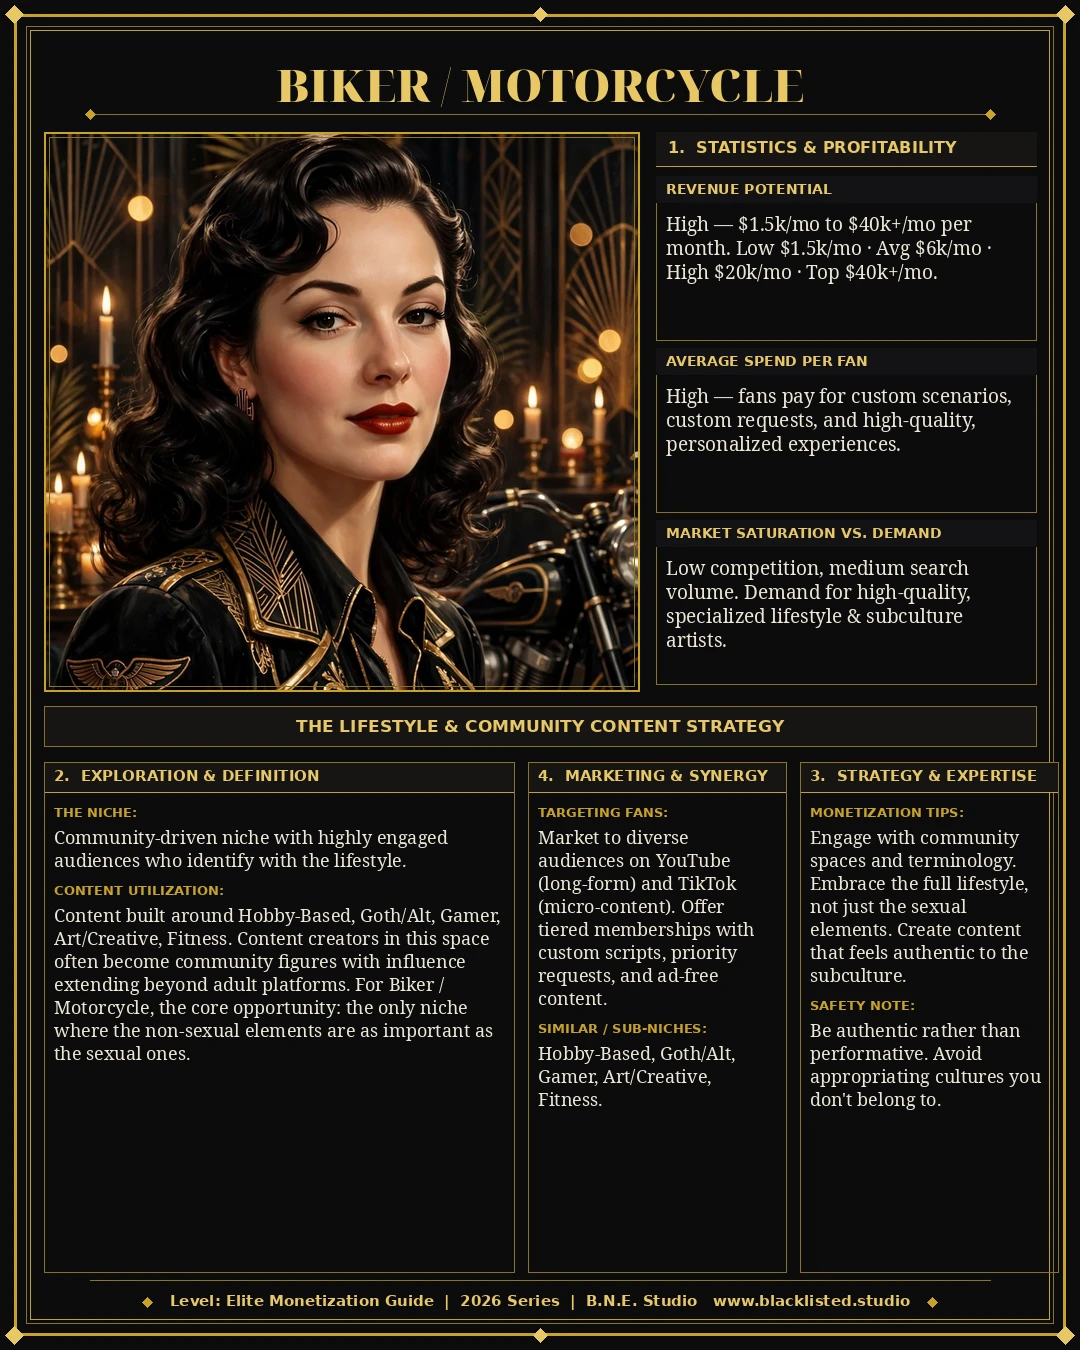 BIKER / MOTORCYCLE
1. STATISTICS & PROFITABILITY
REVENUE POTENTIAL
High — $1.5k/mo to $40k+/mo per
month. Low $1.5k/mo · Avg $6k/mo ·
High $20k/mo · Top $40k+/mo.
AVERAGE SPEND PER FAN
High — fans pay for custom scenarios,
custom requests, and high-quality,
personalized experiences.
MARKET SATURATION VS. DEMAND
Low competition, medium search
volume. Demand for high-quality,
specialized lifestyle & subculture
artists.
THE LIFESTYLE & COMMUNITY CONTENT STRATEGY
2. EXPLORATION & DEFINITION
THE NICHE:
Community-driven niche with highly engaged
audiences who identify with the lifestyle.
CONTENT UTILIZATION:
Content built around Hobby-Based, Goth/Alt, Gamer,
Art/Creative, Fitness. Content creators in this space
often become community figures with influence
extending beyond adult platforms. For Biker /
Motorcycle, the core opportunity: the only niche
where the non-sexual elements are as important as
the sexual ones.
4. MARKETING & SYNERGY
TARGETING FANS:
Market to diverse
audiences on YouTube
(long-form) and TikTok
(micro-content). Offer
tiered memberships with
custom scripts, priority
requests, and ad-free
content.
SIMILAR / SUB-NICHES:
Hobby-Based, Goth/Alt,
Gamer, Art/Creative,
Fitness.
3. STRATEGY & EXPERTISE
MONETIZATION TIPS:
Engage with community
spaces and terminology.
Embrace the full lifestyle,
not just the sexual
elements. Create content
that feels authentic to the
subculture.
SAFETY NOTE:
Be authentic rather than
performative. Avoid
appropriating cultures you
don't belong to.
Level: Elite Monetization Guide | 2026 Series | B.N.E. Studio www.blacklisted.studio